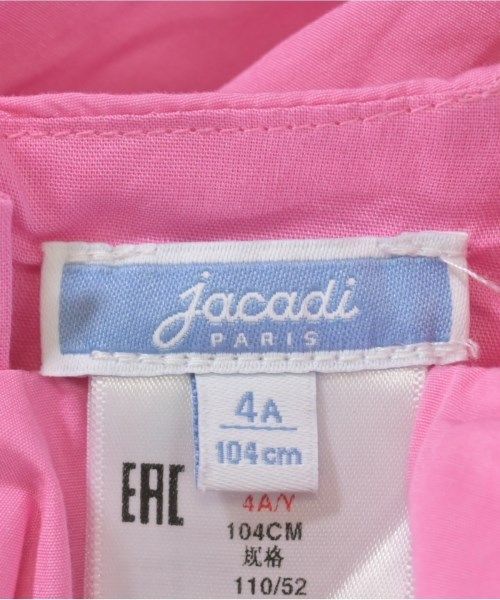 jacadi
PARIS
4A
104cm
EAC
4A/Y
104CM
规格
110/52